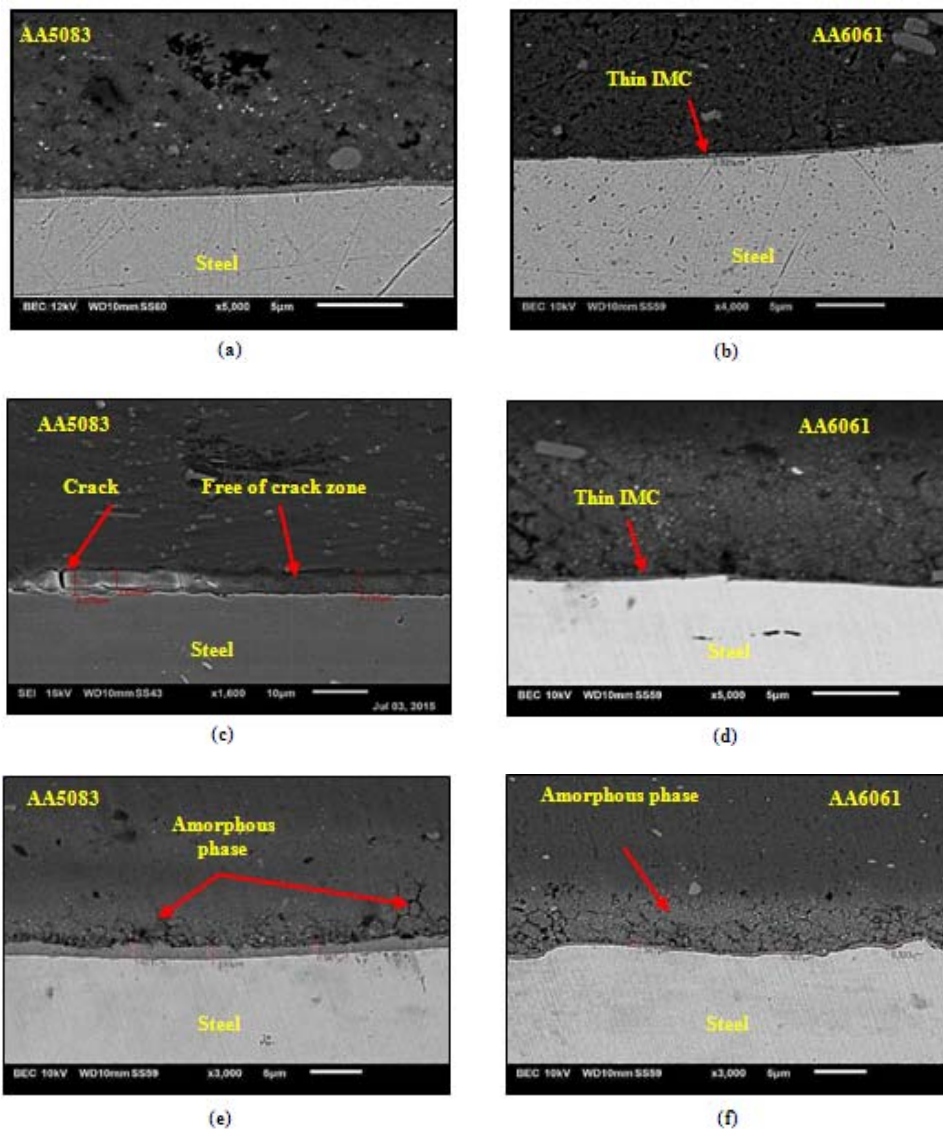 AA5083
Steel
BEC 12kV WD10mm SS60 x5,000 5µm
(a)
AA6061
Thin IMC
Steel
BEC 10kV WD10mm SS59 x4,000 5µm
(b)
AA5083
Crack
Free of crack zone
Steel
SEI 15kV WD10mm SS43 x1,600 10µm
Jul 03, 2015
(c)
AA6061
Thin IMC
Steel
BEC 10kV WD10mm SS59 x5,000 5µm
(d)
AA5083
Amorphous
phase
Steel
BEC 10kV WD10mm SS59 x3,000 5µm
(e)
Amorphous phase
AA6061
Steel
BEC 10kV WD10mm SS59 x3,000 5µm
(f)